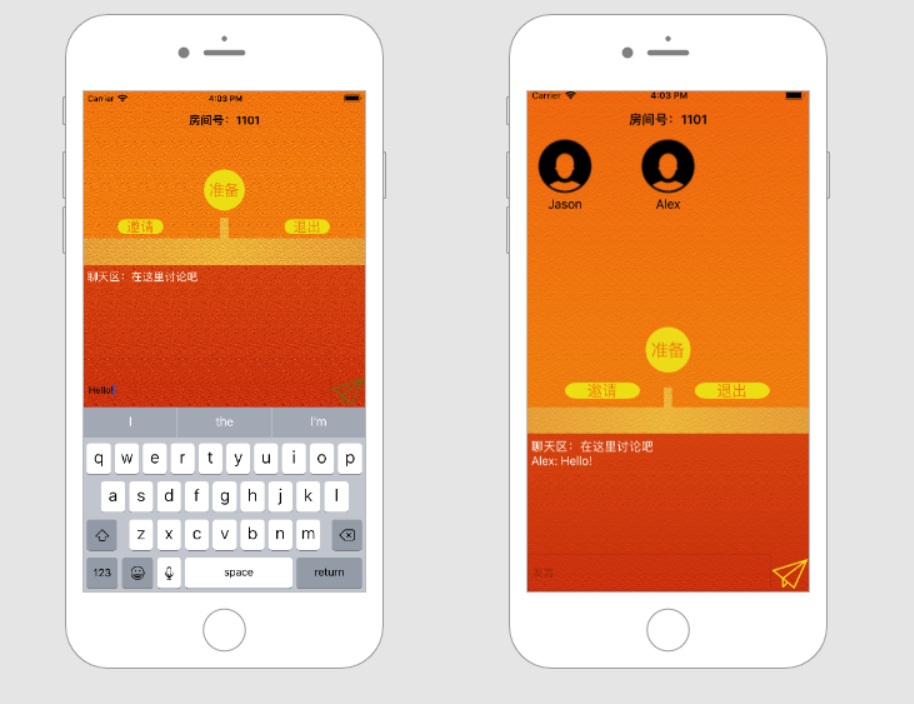 Carrier 4:03 PM
房间号：1101
准备
邀请 退出
聊天区：在这里讨论吧
Hello!
I the I'm
q w e r t y u i o p
a s d f g h j k l
z x c v b n m
123 space return
Carrier 4:03 PM
房间号：1101
Jason Alex
准备
邀请 退出
聊天区：在这里讨论吧
Alex: Hello!
发言